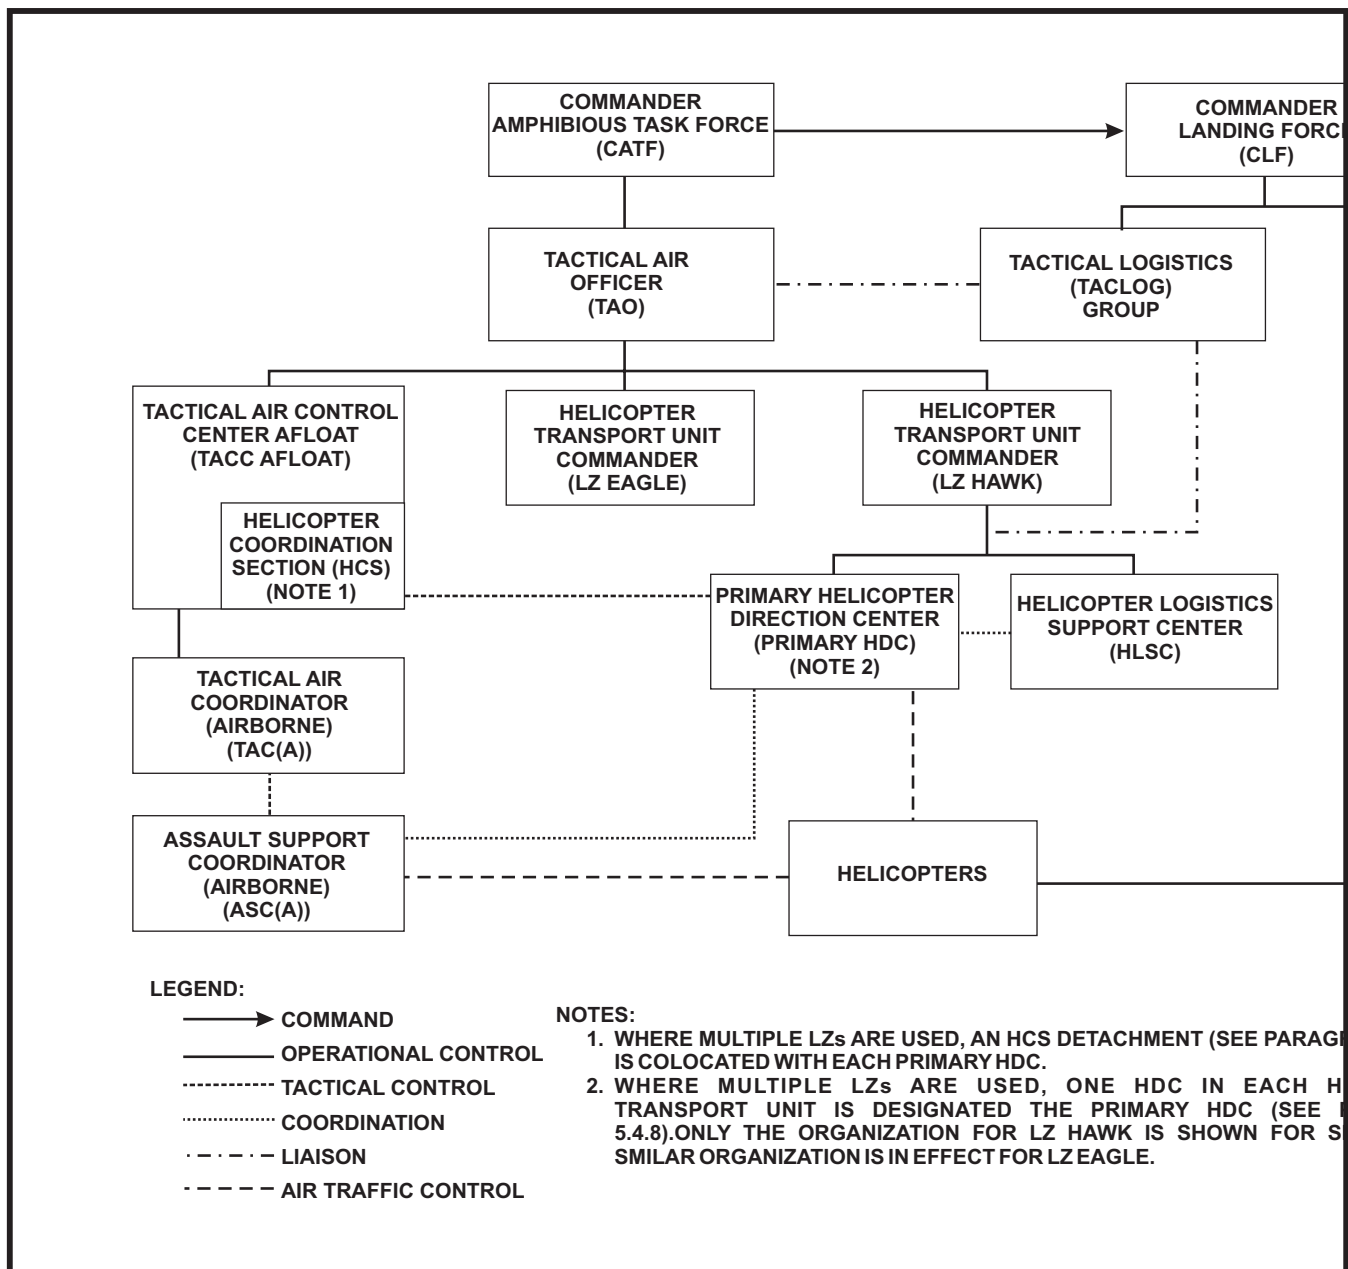 COMMANDER
AMPHIBIOUS TASK FORCE
(CATF)
COMMANDER
LANDING
(CLF)
TACTICAL AIR
OFFICER
(TAO)
TACTICAL LOGISTICS
(TACLOG)
GROUP
TACTICAL AIR CONTROL
CENTER AFLOAT
(TACC AFLOAT)
HELICOPTER
TRANSPORT UNIT
COMMANDER
(LZ EAGLE)
HELICOPTER
TRANSPORT UNIT
COMMANDER
(LZ HAWK)
HELICOPTER
COORDINATION
SECTION (HCS)
(NOTE 1)
PRIMARY HELICOPTER
DIRECTION CENTER
(PRIMARY HDC)
(NOTE 2)
HELICOPTER LOGISTICS
SUPPORT CENTER
(HLSC)
TACTICAL AIR
COORDINATOR
(AIRBORNE)
(TAC(A))
ASSAULT SUPPORT
COORDINATOR
(AIRBORNE)
(ASC(A))
HELICOPTERS
LEGEND:
COMMAND
OPERATIONAL CONTROL
TACTICAL CONTROL
COORDINATION
LIAISON
AIR TRAFFIC CONTROL
NOTES:
1. WHERE MULTIPLE LZs ARE USED, AN HCS DETACHMENT (SEE
IS COLOCATED WITH EACH PRIMARY HDC.
2. WHERE MULTIPLE LZs ARE USED, ONE HDC IN EACH
TRANSPORT UNIT IS DESIGNATED THE PRIMARY HDC (SEE
5.4.8).ONLY THE ORGANIZATION FOR LZ HAWK IS SHOWN FOR
SMILAR ORGANIZATION IS IN EFFECT FOR LZ EAGLE.